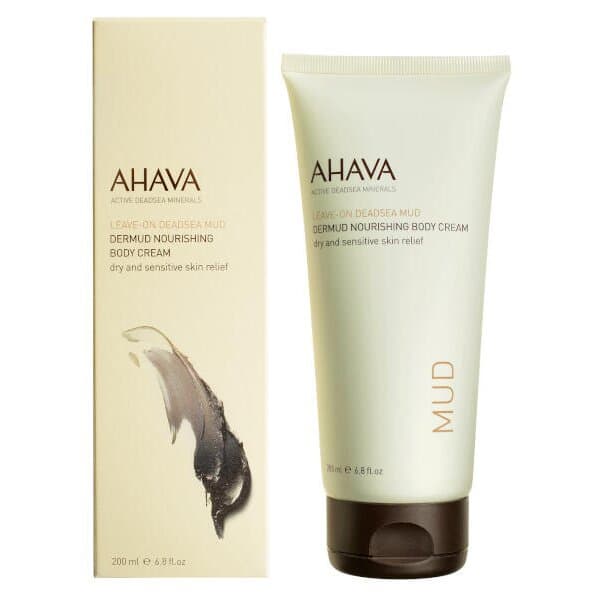 AHAVA
ACTIVE DEADSEA MINERALS
LEAVE-ON DEADSEA MUD
DERMUD NOURISHING
BODY CREAM
dry and sensitive skin relief
200 ml ℮ 6.8 fl.oz
AHAVA
ACTIVE DEADSEA MINERALS
LEAVE-ON DEADSEA MUD
DERMUD NOURISHING BODY CREAM
dry and sensitive skin relief
MUD
200 ml ℮ 6.8 fl.oz